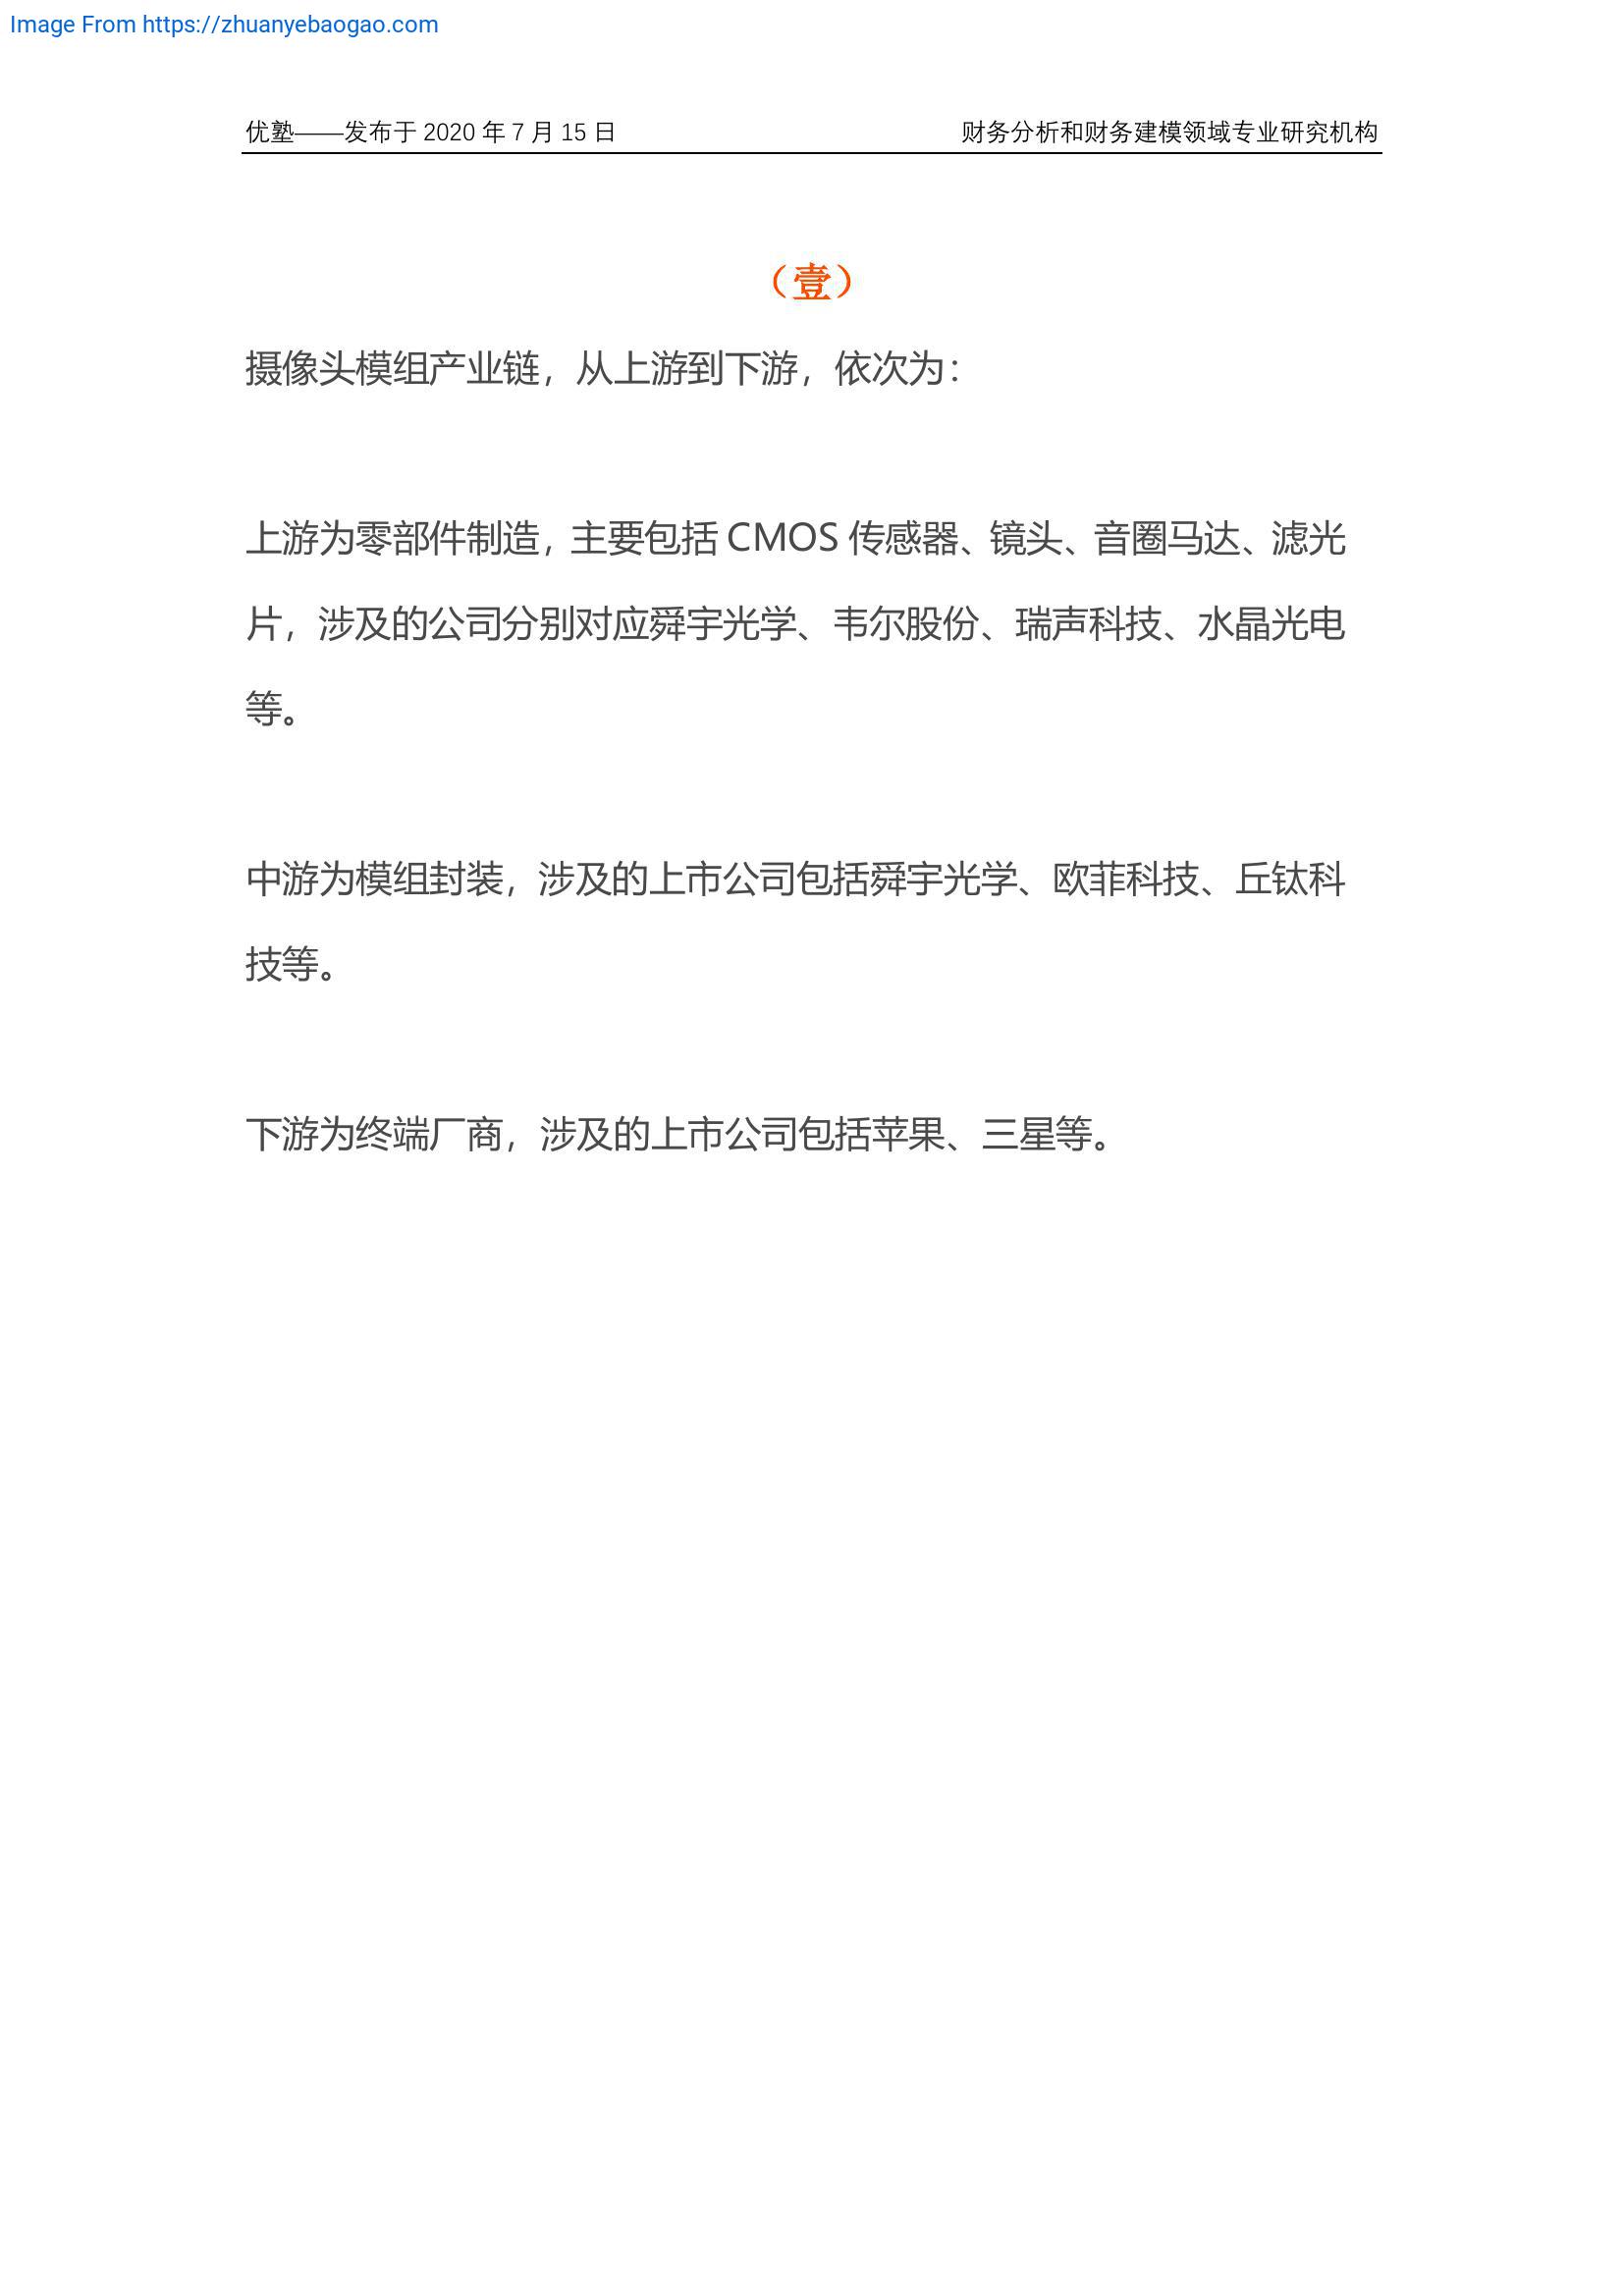 Image From https://zhuanyebaogao.com
优塾——发布于 2020 年 7 月 15 日 财务分析和财务建模领域专业研究机构
（壹）
摄像头模组产业链，从上游到下游，依次为：
上游为零部件制造，主要包括 CMOS 传感器、镜头、音圈马达、滤光
片，涉及的公司分别对应舜宇光学、韦尔股份、瑞声科技、水晶光电
等。
中游为模组封装，涉及的上市公司包括舜宇光学、欧菲科技、丘钛科
技等。
下游为终端厂商，涉及的上市公司包括苹果、三星等。